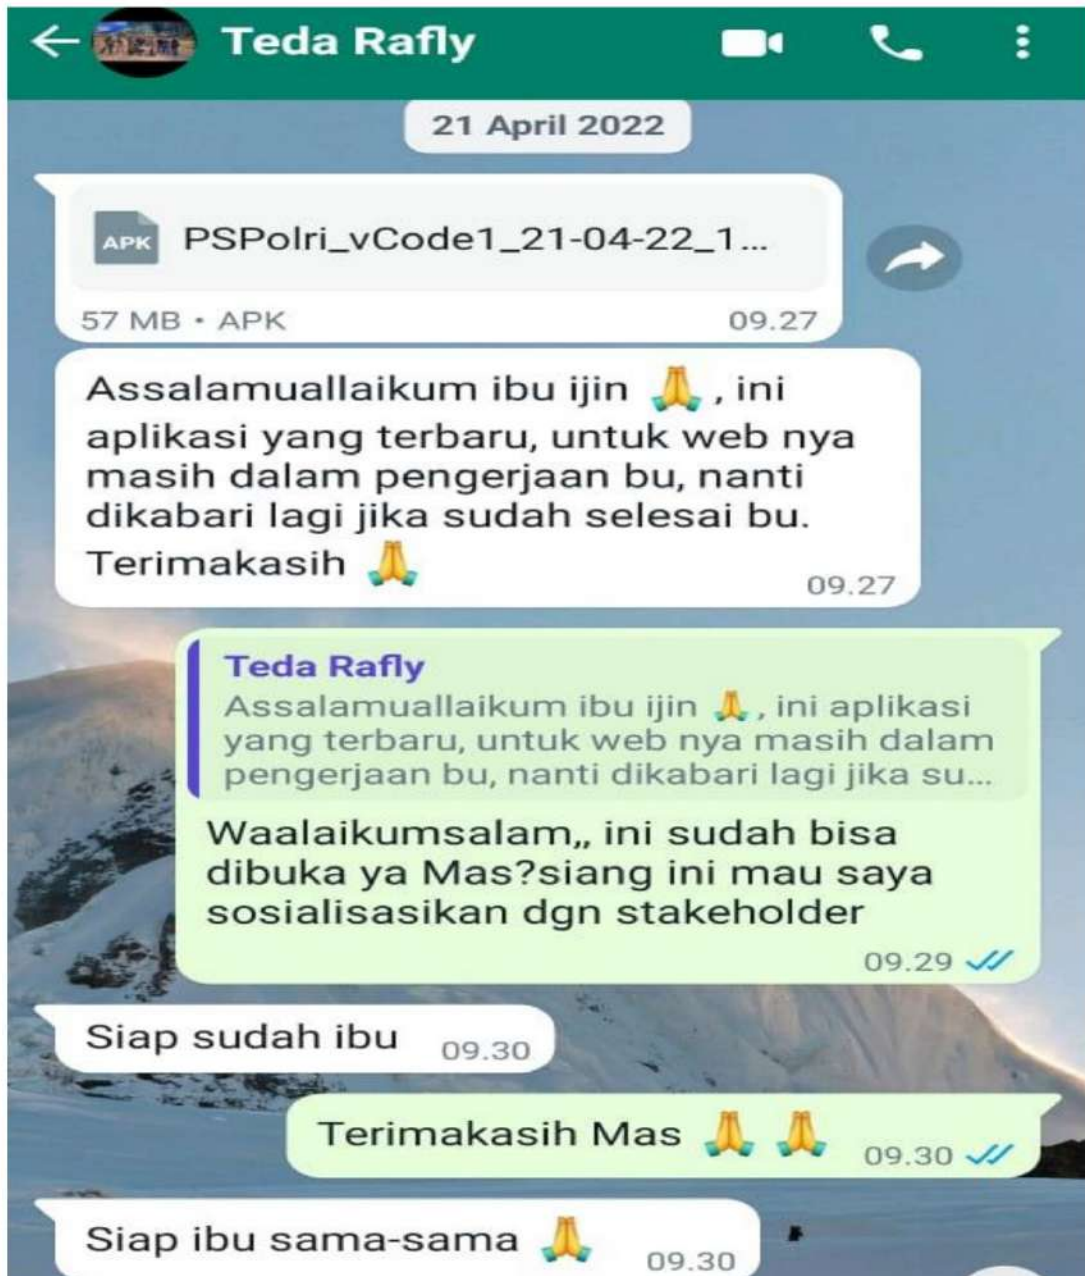 Teda Rafly
21 April 2022
APK PSPolri_vCode1_21-04-22_1...
57 MB • APK 09.27
Assalamuallaikum ibu ijin 🙏 , ini
aplikasi yang terbaru, untuk web nya
masih dalam pengerjaan bu, nanti
dikabari lagi jika sudah selesai bu.
Terimakasih 🙏
09.27
Teda Rafly
Assalamuallaikum ibu ijin 🙏 , ini aplikasi
yang terbaru, untuk web nya masih dalam
pengerjaan bu, nanti dikabari lagi jika su...
Waalaikumsalam,, ini sudah bisa
dibuka ya Mas?siang ini mau saya
sosialisasikan dgn stakeholder
09.29
Siap sudah ibu 09.30
Terimakasih Mas 🙏 🙏 09.30
Siap ibu sama-sama 🙏 09.30